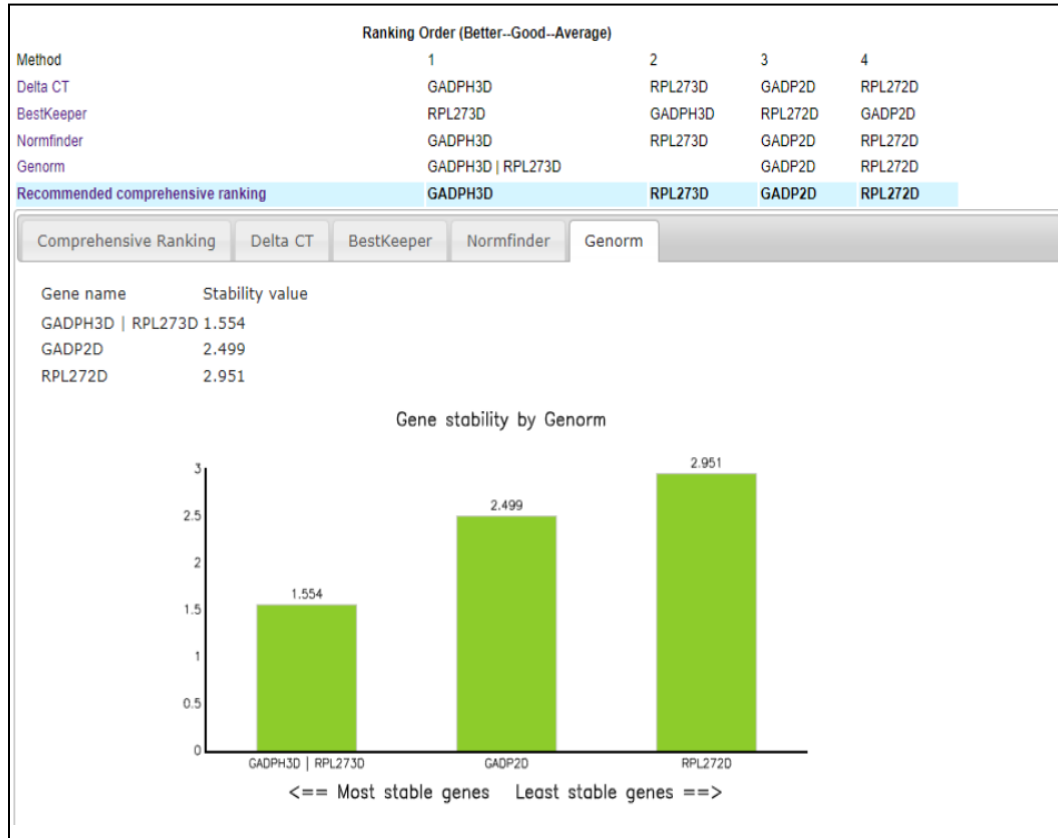 Ranking Order (Better--Good--Average)
Method 1 2 3 4
Delta CT GADPH3D RPL273D GADP2D RPL272D
BestKeeper RPL273D GADPH3D RPL272D GADP2D
Normfinder GADPH3D RPL273D GADP2D RPL272D
Genorm GADPH3D | RPL273D GADP2D RPL272D
Recommended comprehensive ranking GADPH3D RPL273D GADP2D RPL272D
Comprehensive Ranking Delta CT BestKeeper Normfinder Genorm
Gene name Stability value
GADPH3D | RPL273D 1.554
GADP2D 2.499
RPL272D 2.951
Gene stability by Genorm
3
2.951
2.5
2.499
2
1.554
1.5
1
0.5
0
GADPH3D | RPL273D GADP2D RPL272D
<== Most stable genes Least stable genes ==>